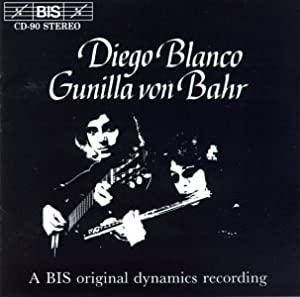 BIS
CD-90 STEREO
Diego Blanco
Gunilla von Bahr
A BIS original dynamics recording